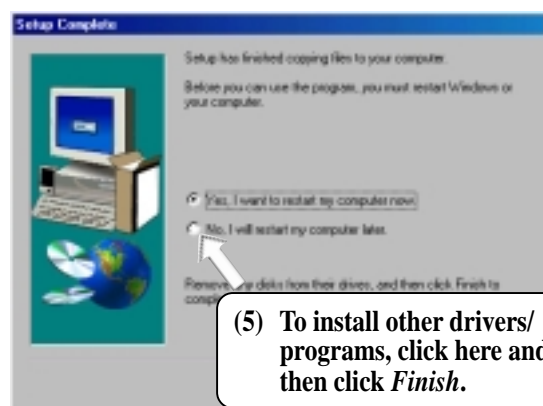 Setup Complete
Setup has finished copying files to your computer.
Before you can use the program, you must restart Windows or
your computer.
Yes, I want to restart my computer now.
No, I will restart my computer later.
Remove disks from their drives, and then click Finish to
(5) To install other drivers/
programs, click here and
then click Finish.